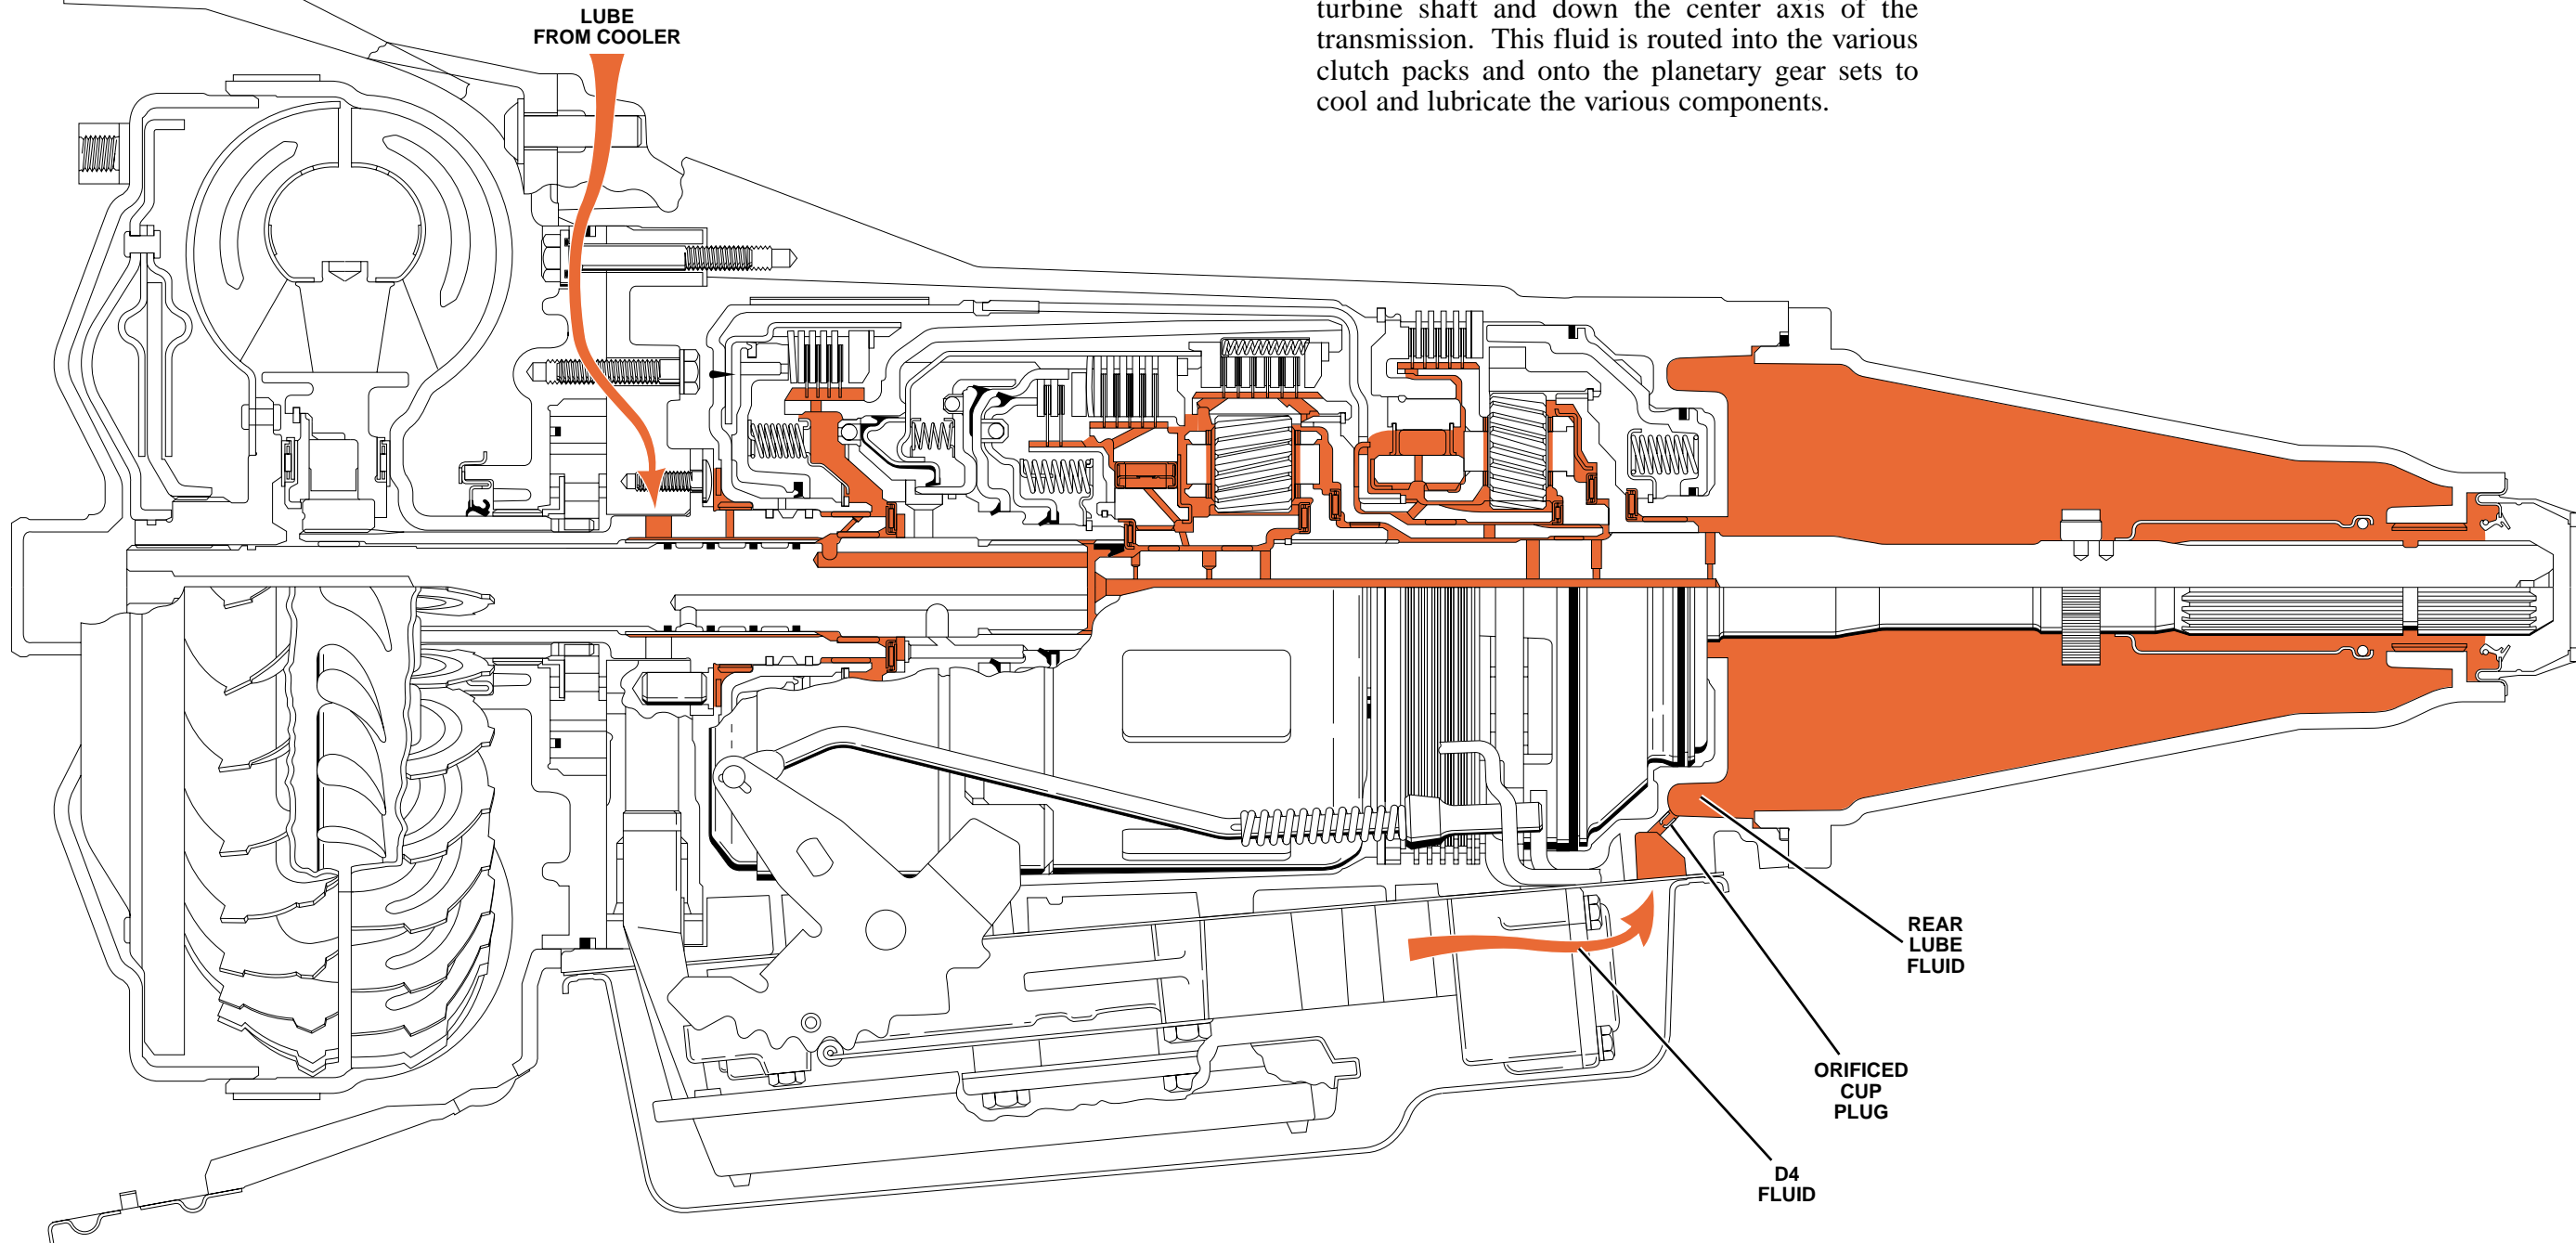 turbine shaft and down the center axis of the
transmission. This fluid is routed into the various
clutch packs and onto the planetary gear sets to
cool and lubricate the various components.
LUBE
FROM COOLER
REAR
LUBE
FLUID
ORIFICED
CUP
PLUG
D4
FLUID